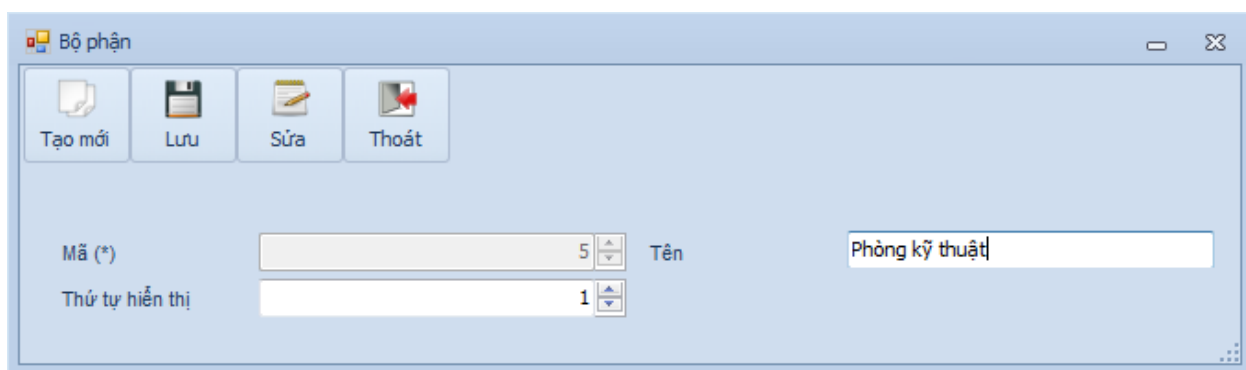 Bộ phận
Tạo mới Lưu Sửa Thoát
Mã (*) 5 Tên Phòng kỹ thuật
Thứ tự hiển thị 1